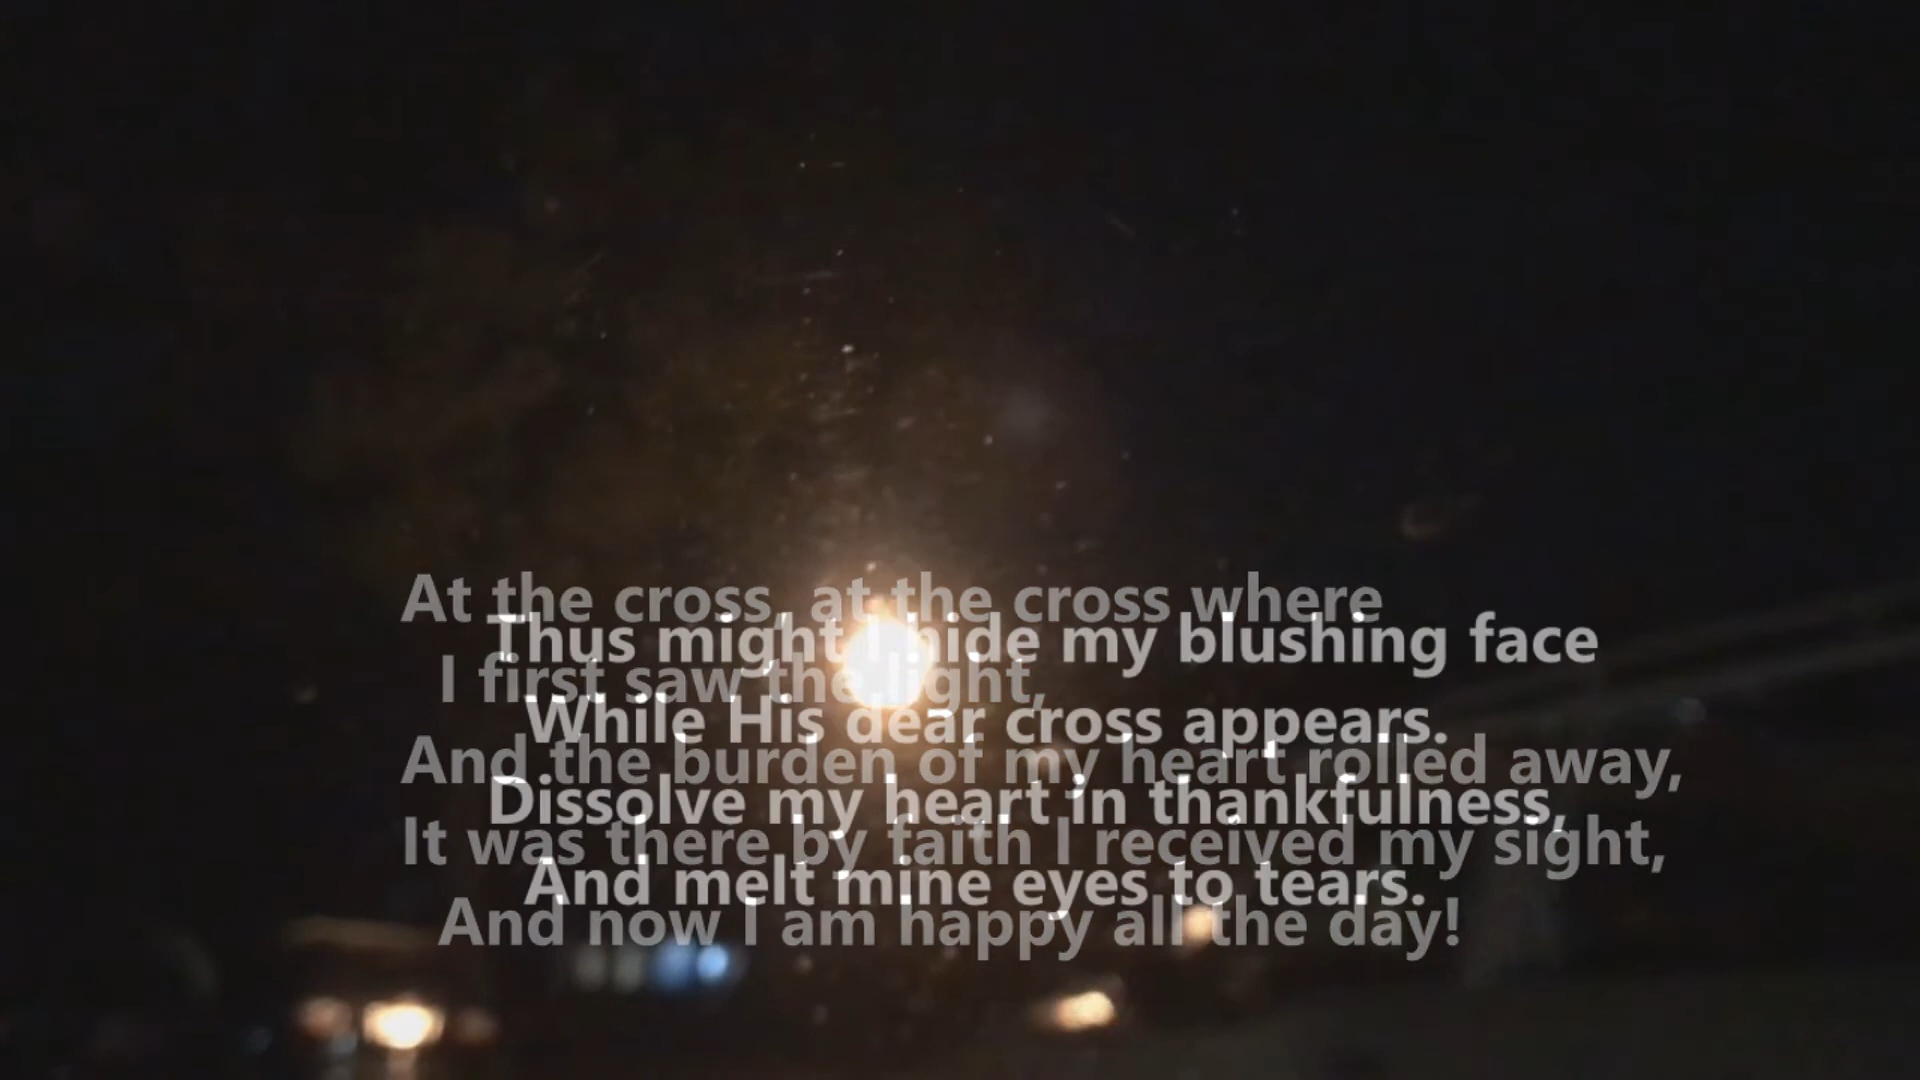 At the cross, at the cross where
Thus might I hide my blushing face
I first saw the light,
While His dear cross appears.
And the burden of my heart rolled away,
Dissolve my heart in thankfulness,
It was there by faith I received my sight,
And melt mine eyes to tears.
And now I am happy all the day!